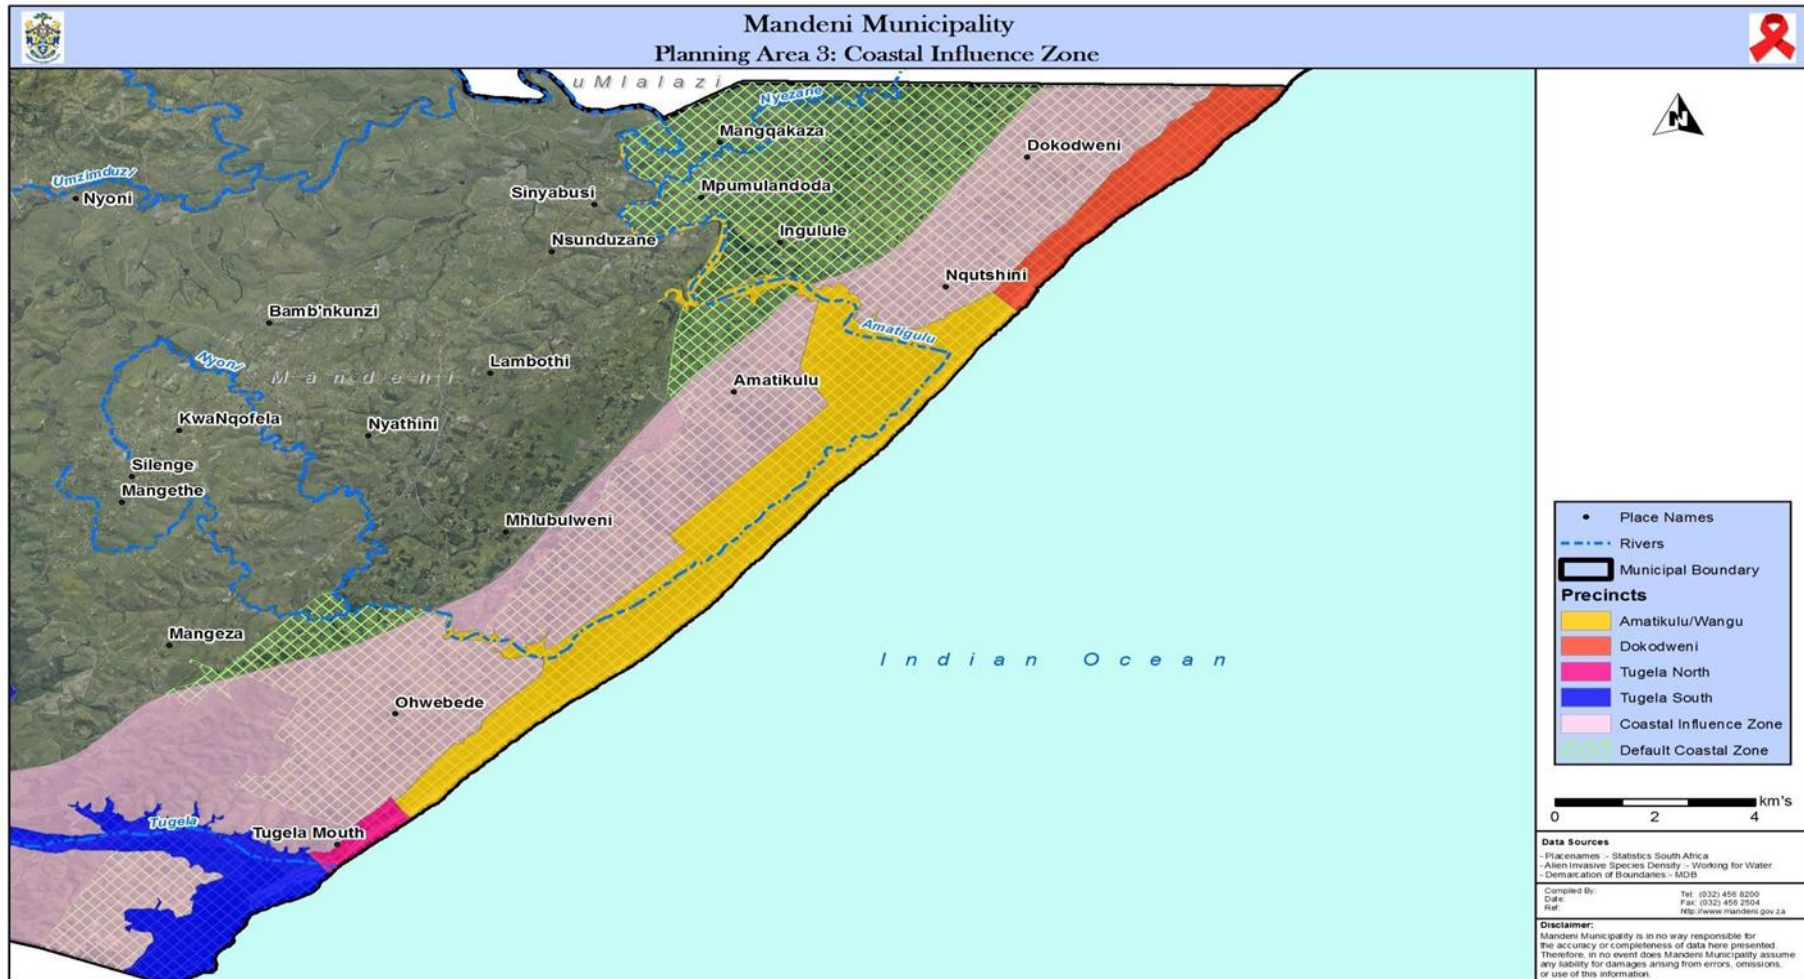 Mandeni Municipality
Planning Area 3: Coastal Influence Zone
uMlalazi
Nyezane
Mangqakaza
Dokodweni
Umzimduzi
Nyoni
Sinyabusi
Mpumulandoda
Nsunduzane
Ingulule
Nqutshini
Bamb'nkunzi
Amatigulu
Nyoni
Lambothi
Mandeni
Amatikulu
KwaNqofela
Nyathini
Silenge
Mangethe
Mhlubulweni
Mangeza
Indian Ocean
Ohwebede
Tugela
Tugela Mouth
N
Place Names
Rivers
Municipal Boundary
Precincts
Amatikulu/Wangu
Dokodweni
Tugela North
Tugela South
Coastal Influence Zone
Default Coastal Zone
km's
0 2 4
Data Sources
- Placenames :- Statistics South Africa
- Alien Invasive Species Density :- Working for Water
- Demarcation of Boundaries:- MDB
Compiled By:
Date:
Ref:
Tel: (032) 456 8200
Fax: (032) 456 2504
http://www.mandeni.gov.za
Disclaimer:
Mandeni Municipality is in no way responsible for
the accuracy or completeness of data here presented.
Therefore, in no event does Mandeni Municipality assume
any liability for damages arising from errors, omissions,
or use of this information.